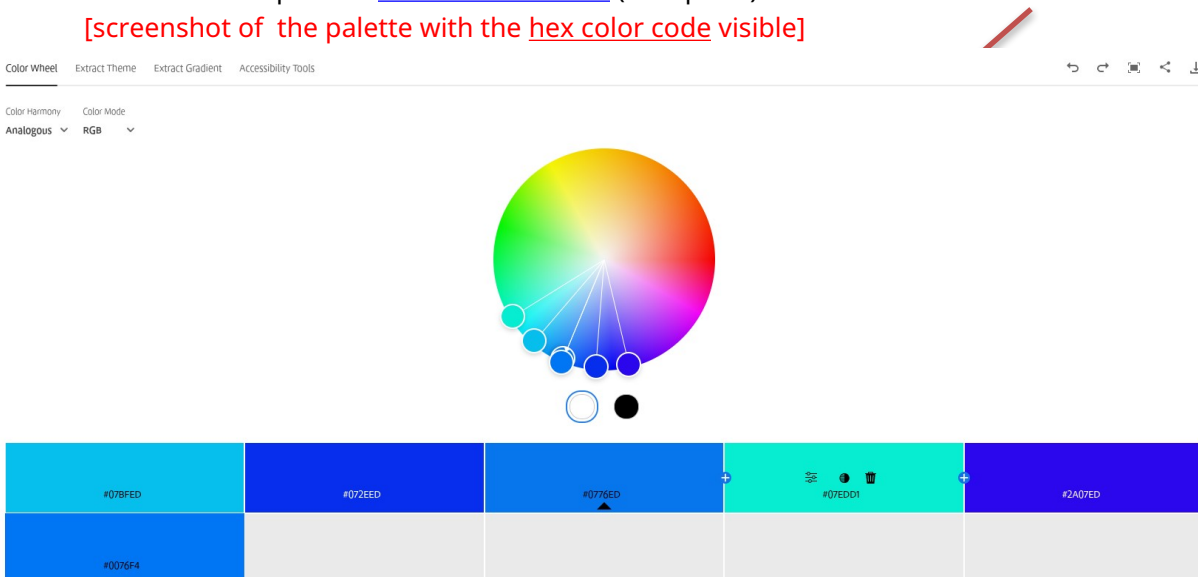 [screenshot of the palette with the hex color code visible]
Color Wheel Extract Theme Extract Gradient Accessibility Tools
Color Harmony Color Mode
Analogous RGB
#07BFED #072EED #0776ED #07EDD1 #2A07ED
#0076F4